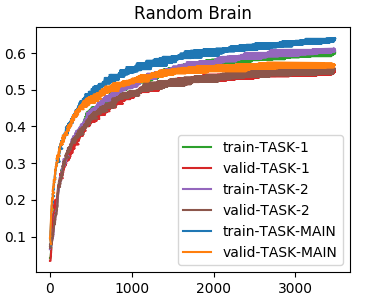 Random Brain
0.6
0.5
0.4
0.3
0.2
0.1
train-TASK-1
valid-TASK-1
train-TASK-2
valid-TASK-2
train-TASK-MAIN
valid-TASK-MAIN
0 1000 2000 3000